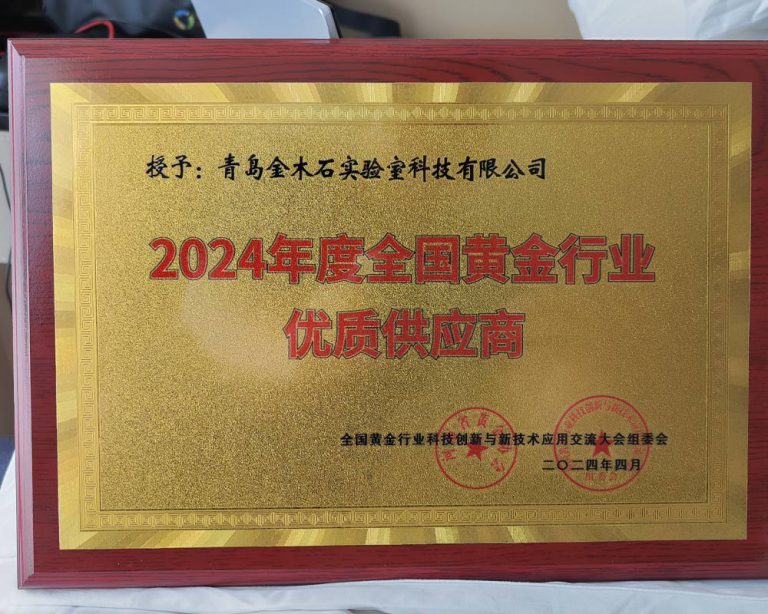 授予：青岛金木石实验室科技有限公司
2024年度全国黄金行业
优质供应商
全国黄金行业科技创新与新技术应用交流大会组委会
二〇二四年四月